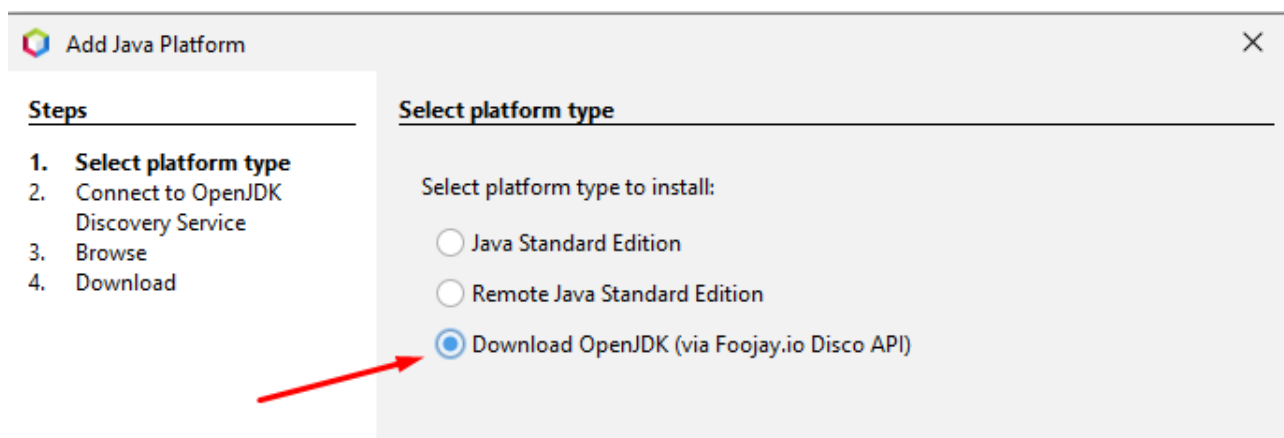 Add Java Platform
Steps
1. Select platform type
2. Connect to OpenJDK
Discovery Service
3. Browse
4. Download
Select platform type
Select platform type to install:
Java Standard Edition
Remote Java Standard Edition
Download OpenJDK (via Foojay.io Disco API)